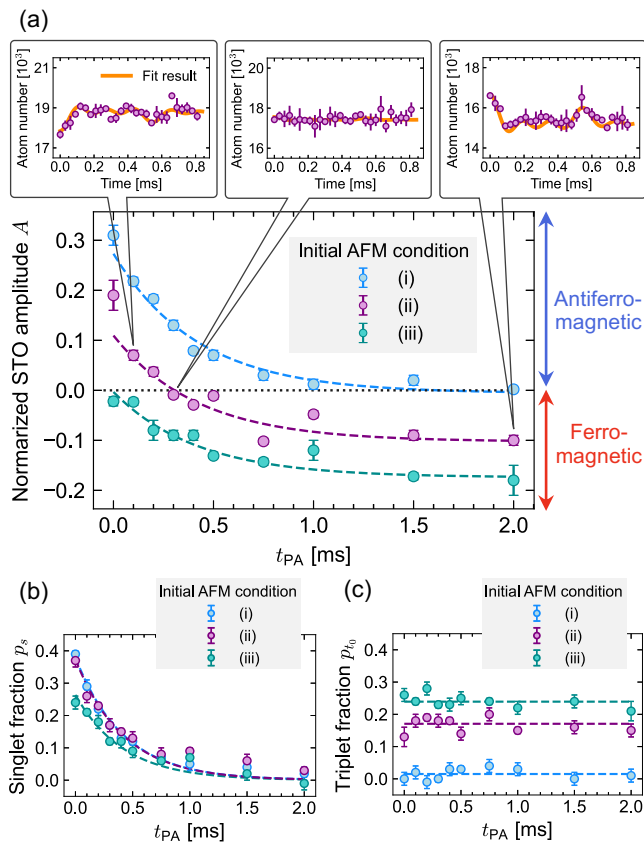 (a)
Atom number [10³]
21
19
17
Fit result
0.0 0.2 0.4 0.6 0.8
Time [ms]
Atom number [10³]
20
18
16
0.0 0.2 0.4 0.6 0.8
Time [ms]
Atom number [10³]
18
16
14
0.0 0.2 0.4 0.6 0.8
Time [ms]
Normalized STO amplitude A
0.3
0.2
0.1
0.0
−0.1
−0.2
Initial AFM condition
(i)
(ii)
(iii)
Antiferro-
magnetic
Ferro-
magnetic
0.0 0.5 1.0 1.5 2.0
t_PA [ms]
(b)
Initial AFM condition
(i)
(ii)
(iii)
Singlet fraction p_s
0.4
0.3
0.2
0.1
0.0
0.0 0.5 1.0 1.5 2.0
t_PA [ms]
(c)
Initial AFM condition
(i)
(ii)
(iii)
Triplet fraction p_t₀
0.4
0.3
0.2
0.1
0.0
0.0 0.5 1.0 1.5 2.0
t_PA [ms]